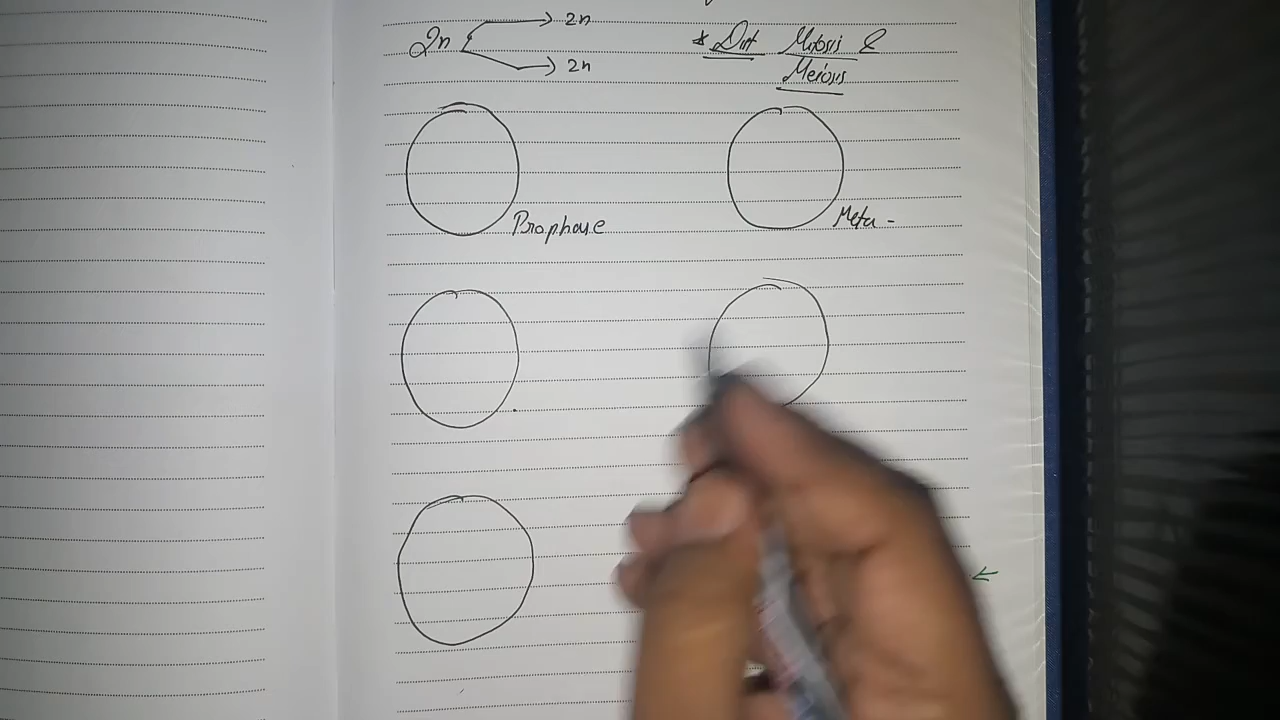 2n
2n
2n
* Diff Mitosis &
Meiosis
Prophase
Meta -